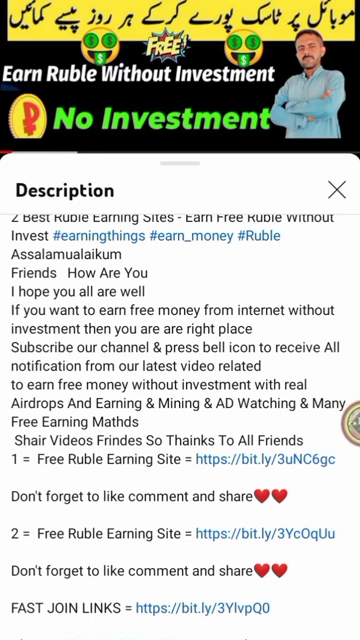 موبائل پر ٹاسک پورے کرکے ہر روز پیسے کمائیں
FREE!
Earn Ruble Without Investment
No Investment
Description
2 Best Ruble Earning Sites - Earn Free Ruble Without
Invest #earningthings #earn_money #Ruble
Assalamualaikum
Friends How Are You
I hope you all are well
If you want to earn free money from internet without
investment then you are are right place
Subscribe our channel & press bell icon to receive All
notification from our latest video related
to earn free money without investment with real
Airdrops And Earning & Mining & AD Watching & Many
Free Earning Mathds
Shair Videos Frindes So Thainks To All Friends
1 = Free Ruble Earning Site = https://bit.ly/3uNC6gc
Don't forget to like comment and share❤️❤️
2 = Free Ruble Earning Site = https://bit.ly/3YcOqUu
Don't forget to like comment and share❤️❤️
FAST JOIN LINKS = https://bit.ly/3YlvpQ0